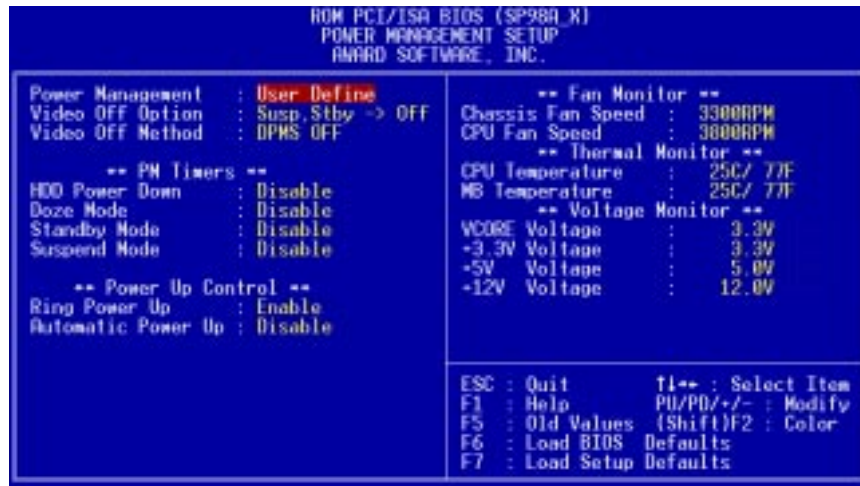 ROM PCI/ISA BIOS (SP98A_X)
POWER MANAGEMENT SETUP
AWARD SOFTWARE, INC.
Power Management : User Define
Video Off Option : Susp,Stby -> Off
Video Off Method : DPMS OFF
** PM Timers **
HDD Power Down : Disable
Doze Mode : Disable
Standby Mode : Disable
Suspend Mode : Disable
** Power Up Control **
Ring Power Up : Enable
Automatic Power Up : Disable
** Fan Monitor **
Chassis Fan Speed : 3300RPM
CPU Fan Speed : 3800RPM
** Thermal Monitor **
CPU Temperature : 25C/ 77F
MB Temperature : 25C/ 77F
** Voltage Monitor **
VCORE Voltage : 3.3V
+3.3V Voltage : 3.3V
+5V Voltage : 5.0V
+12V Voltage : 12.0V
ESC : Quit ↑↓→← : Select Item
F1 : Help PU/PD/+/- : Modify
F5 : Old Values (Shift)F2 : Color
F6 : Load BIOS Defaults
F7 : Load Setup Defaults